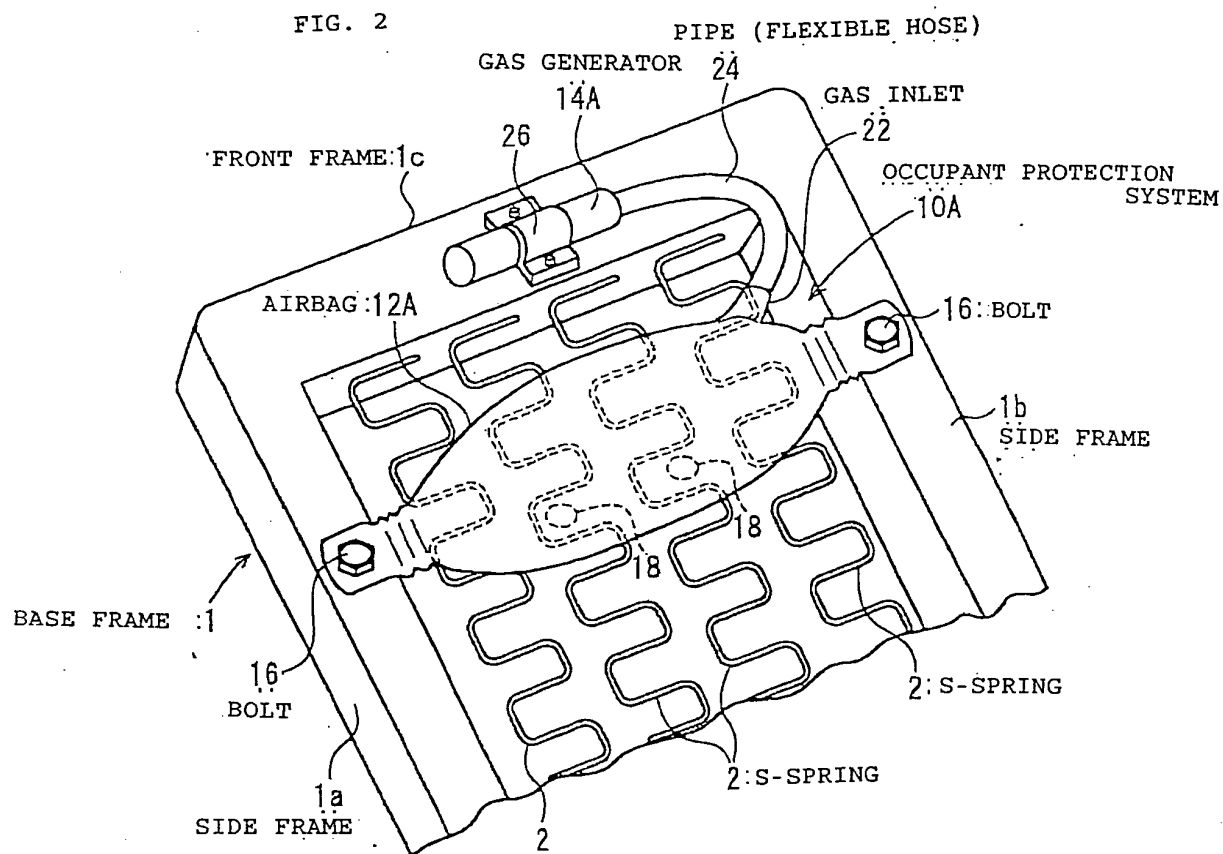 FIG. 2
PIPE (FLEXIBLE HOSE)
24
GAS GENERATOR
14A
GAS INLET
22
26
FRONT FRAME:1c
OCCUPANT PROTECTION
SYSTEM
10A
AIRBAG:12A
16:BOLT
1b
SIDE FRAME
18
18
BASE FRAME :1
16
BOLT
2:S-SPRING
2:S-SPRING
1a
SIDE FRAME
2